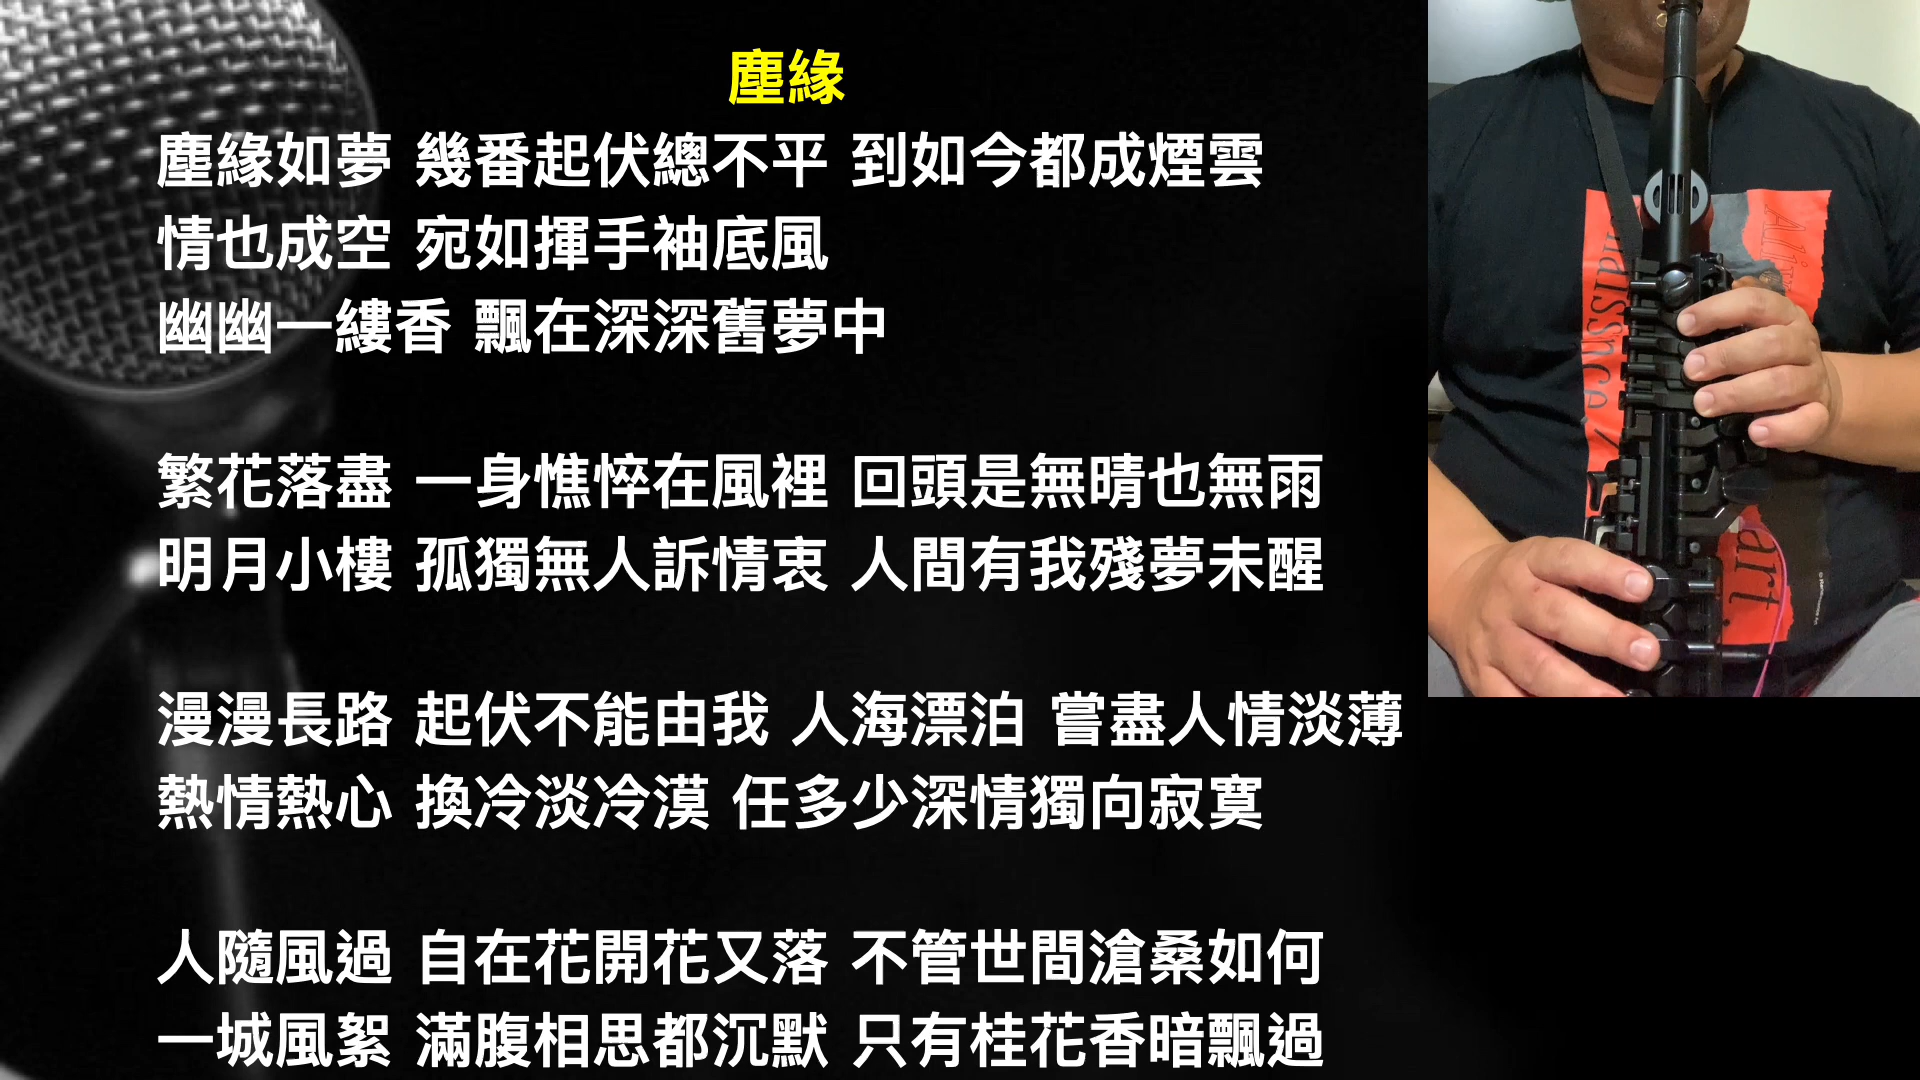 塵緣
塵緣如夢 幾番起伏總不平 到如今都成煙雲
情也成空 宛如揮手袖底風
幽幽一縷香 飄在深深舊夢中
繁花落盡 一身憔悴在風裡 回頭是無晴也無雨
明月小樓 孤獨無人訴情衷 人間有我殘夢未醒
漫漫長路 起伏不能由我 人海漂泊 嘗盡人情淡薄
熱情熱心 換冷淡冷漠 任多少深情獨向寂寞
人隨風過 自在花開花又落 不管世間滄桑如何
一城風絮 滿腹相思都沉默 只有桂花香暗飄過
art.